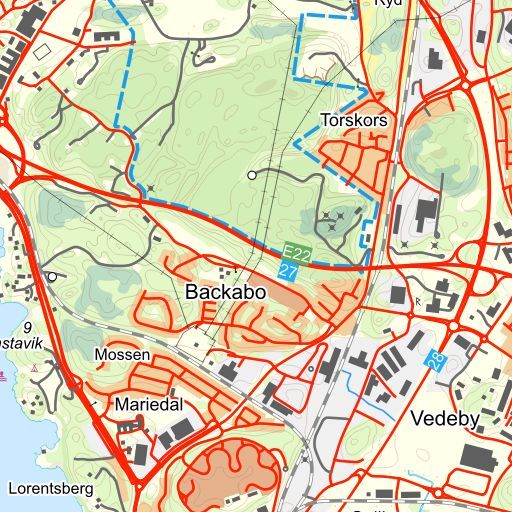 Ryd
Torskors
E22
27
Backabo
9
stavik
Mossen
28
Mariedal
Vedeby
Lorentsberg